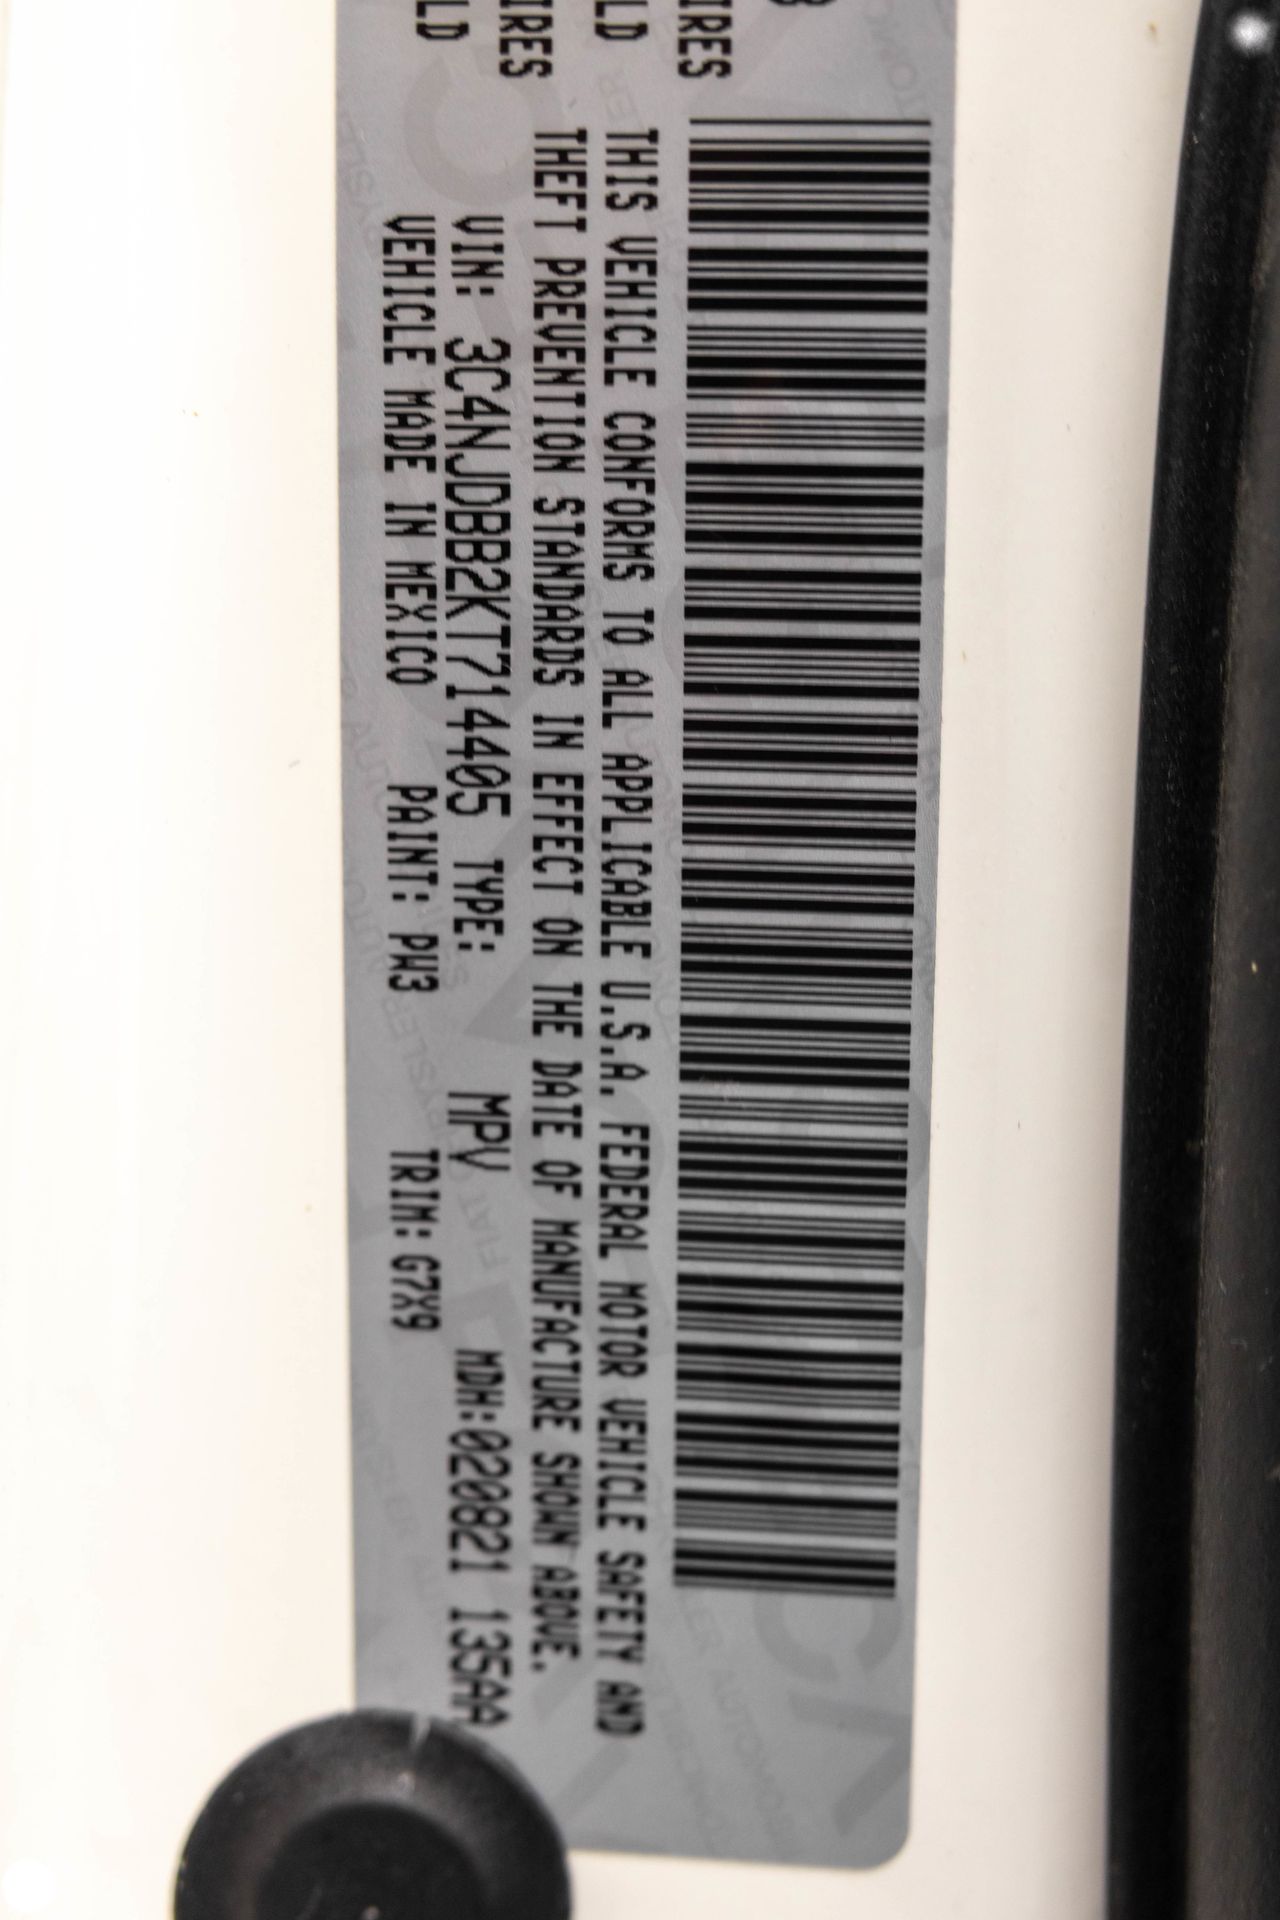 IRES
LD
IRES
LD
THIS VEHICLE CONFORMS TO ALL APPLICABLE U.S.A. FEDERAL MOTOR VEHICLE SAFETY AND
THEFT PREVENTION STANDARDS IN EFFECT ON THE DATE OF MANUFACTURE SHOWN ABOVE.
VIN: 3C4NJDBB2KT714405 TYPE: MPV MDH:020821 135AA
VEHICLE MADE IN MEXICO PAINT: PW3 TRIM: G7X9